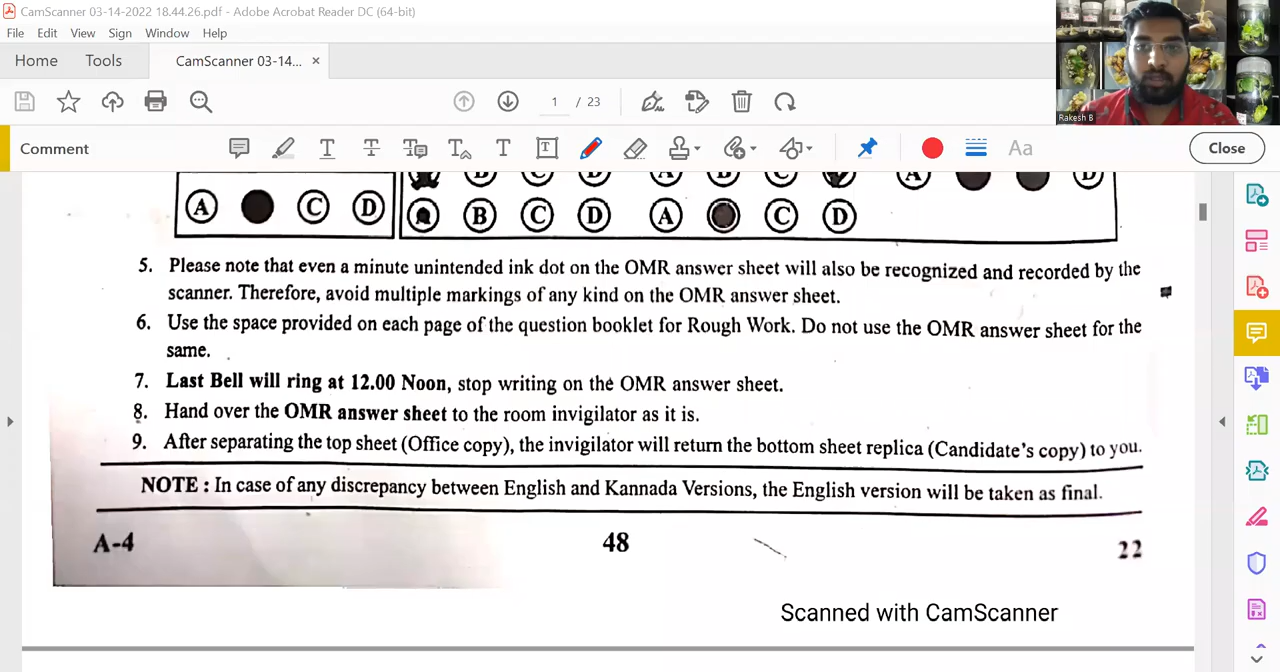 CamScanner 03-14-2022 18.44.26.pdf - Adobe Acrobat Reader DC (64-bit)
File Edit View Sign Window Help
Home Tools CamScanner 03-14... ×
1 / 23
Rakesh B
Comment
Aa
Close
B C D A B C A D
A C D B C D A C D
5. Please note that even a minute unintended ink dot on the OMR answer sheet will also be recognized and recorded by the
scanner. Therefore, avoid multiple markings of any kind on the OMR answer sheet.
6. Use the space provided on each page of the question booklet for Rough Work. Do not use the OMR answer sheet for the
same.
7. Last Bell will ring at 12.00 Noon, stop writing on the OMR answer sheet.
8. Hand over the OMR answer sheet to the room invigilator as it is.
9. After separating the top sheet (Office copy), the invigilator will return the bottom sheet replica (Candidate's copy) to you.
NOTE : In case of any discrepancy between English and Kannada Versions, the English version will be taken as final.
A-4 48 22
Scanned with CamScanner